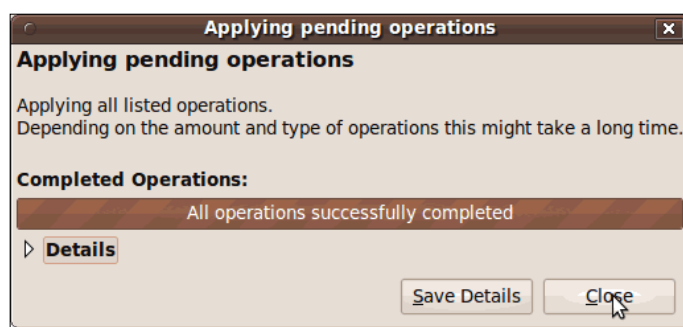 Applying pending operations
Applying pending operations
Applying all listed operations.
Depending on the amount and type of operations this might take a long time.
Completed Operations:
All operations successfully completed
Details
Save Details
Close